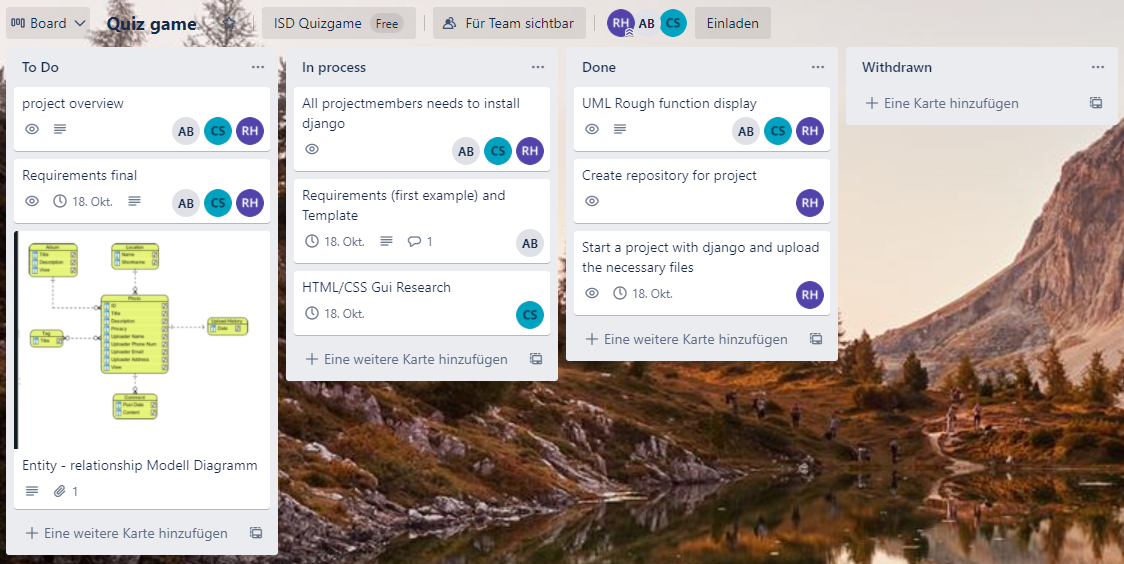 Board
Quiz game
ISD Quizgame Free
Für Team sichtbar
RH AB CS
Einladen
To Do
project overview
AB CS RH
Requirements final
18. Okt.
AB CS RH
Album
Title
Description
View
Location
Name
Shortname
Photo
ID
Title
Description
Privacy
Uploader Name
Uploader Phone Num
Uploader Email
Uploader Address
View
Upload History
Date
Tag
Title
Comment
Post Date
Content
Entity - relationship Modell Diagramm
1
Eine weitere Karte hinzufügen
In process
All projectmembers needs to install
django
AB CS RH
Requirements (first example) and
Template
18. Okt. 1
AB
HTML/CSS Gui Research
18. Okt.
CS
Eine weitere Karte hinzufügen
Done
UML Rough function display
AB CS RH
Create repository for project
RH
Start a project with django and upload
the necessary files
18. Okt.
RH
Eine weitere Karte hinzufügen
Withdrawn
Eine Karte hinzufügen